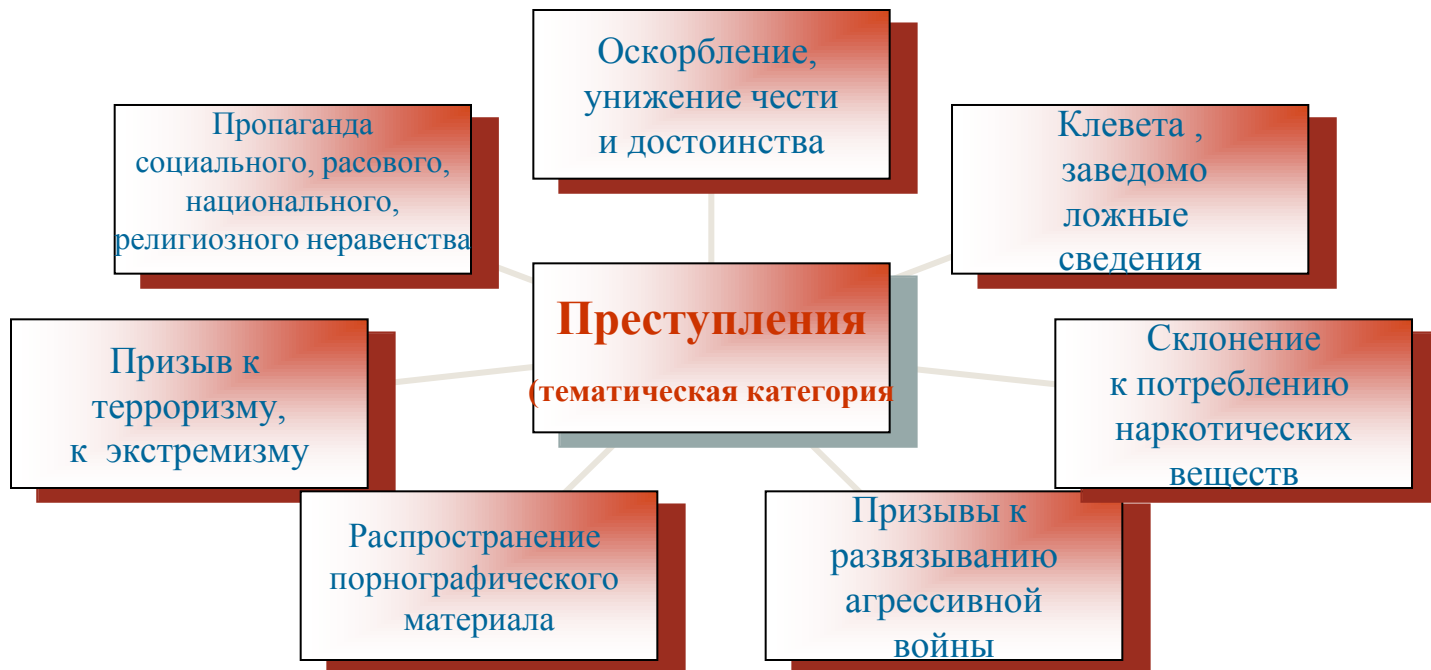 Оскорбление,
унижение чести
и достоинства
Пропаганда
социального, расового,
национального,
религиозного неравенства
Клевета ,
заведомо
ложные
сведения
Преступления
(тематическая категория
Призыв к
терроризму,
к экстремизму
Склонение
к потреблению
наркотических
веществ
Распространение
порнографического
материала
Призывы к
развязыванию
агрессивной
войны